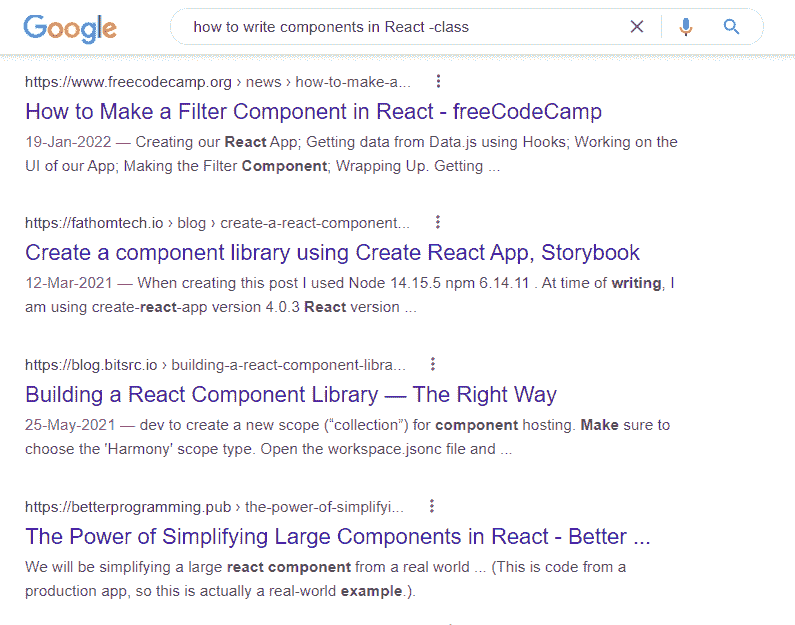 Google
how to write components in React -class
https://www.freecodecamp.org › news › how-to-make-a...
How to Make a Filter Component in React - freeCodeCamp
19-Jan-2022 — Creating our React App; Getting data from Data.js using Hooks; Working on the
UI of our App; Making the Filter Component; Wrapping Up. Getting ...
https://fathomtech.io › blog › create-a-react-component...
Create a component library using Create React App, Storybook
12-Mar-2021 — When creating this post I used Node 14.15.5 npm 6.14.11 . At time of writing, I
am using create-react-app version 4.0.3 React version ...
https://blog.bitsrc.io › building-a-react-component-libra...
Building a React Component Library — The Right Way
25-May-2021 — dev to create a new scope (“collection”) for component hosting. Make sure to
choose the 'Harmony' scope type. Open the workspace.jsonc file and ...
https://betterprogramming.pub › the-power-of-simplifyi...
The Power of Simplifying Large Components in React - Better ...
We will be simplifying a large react component from a real world ... (This is code from a
production app, so this is actually a real-world example.).